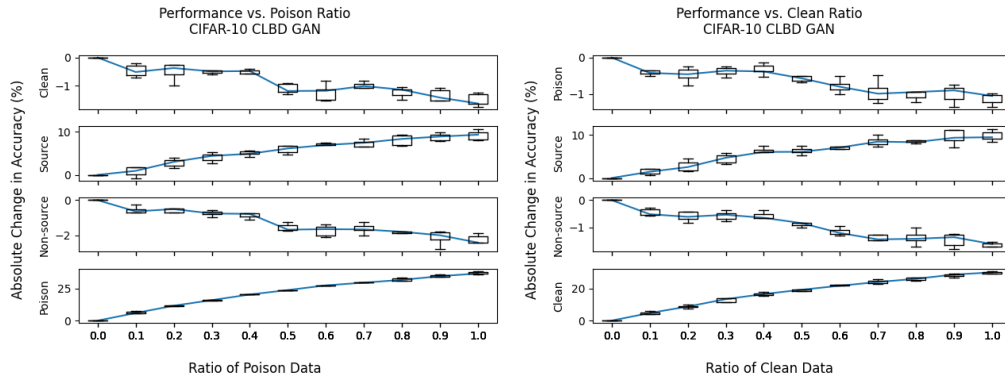 Performance vs. Poison Ratio
CIFAR-10 CLBD GAN
Absolute Change in Accuracy (%)
Clean
0
−1
Source
10
0
Non-source
0
−2
Poison
25
0
0.0 0.1 0.2 0.3 0.4 0.5 0.6 0.7 0.8 0.9 1.0
Ratio of Poison Data
Performance vs. Clean Ratio
CIFAR-10 CLBD GAN
Absolute Change in Accuracy (%)
Poison
0
−1
Source
10
0
Non-source
0
−1
Clean
20
0
0.0 0.1 0.2 0.3 0.4 0.5 0.6 0.7 0.8 0.9 1.0
Ratio of Clean Data